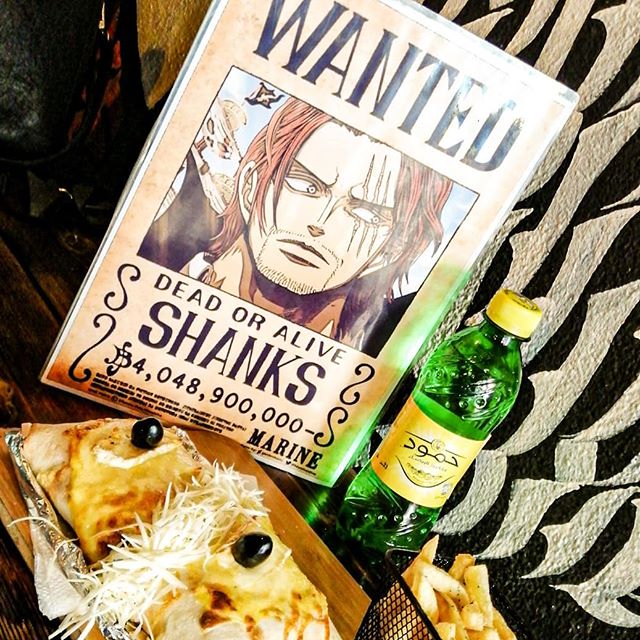 WANTED
DEAD OR ALIVE
SHANKS
฿4,048,900,000-
MARINE
حمود